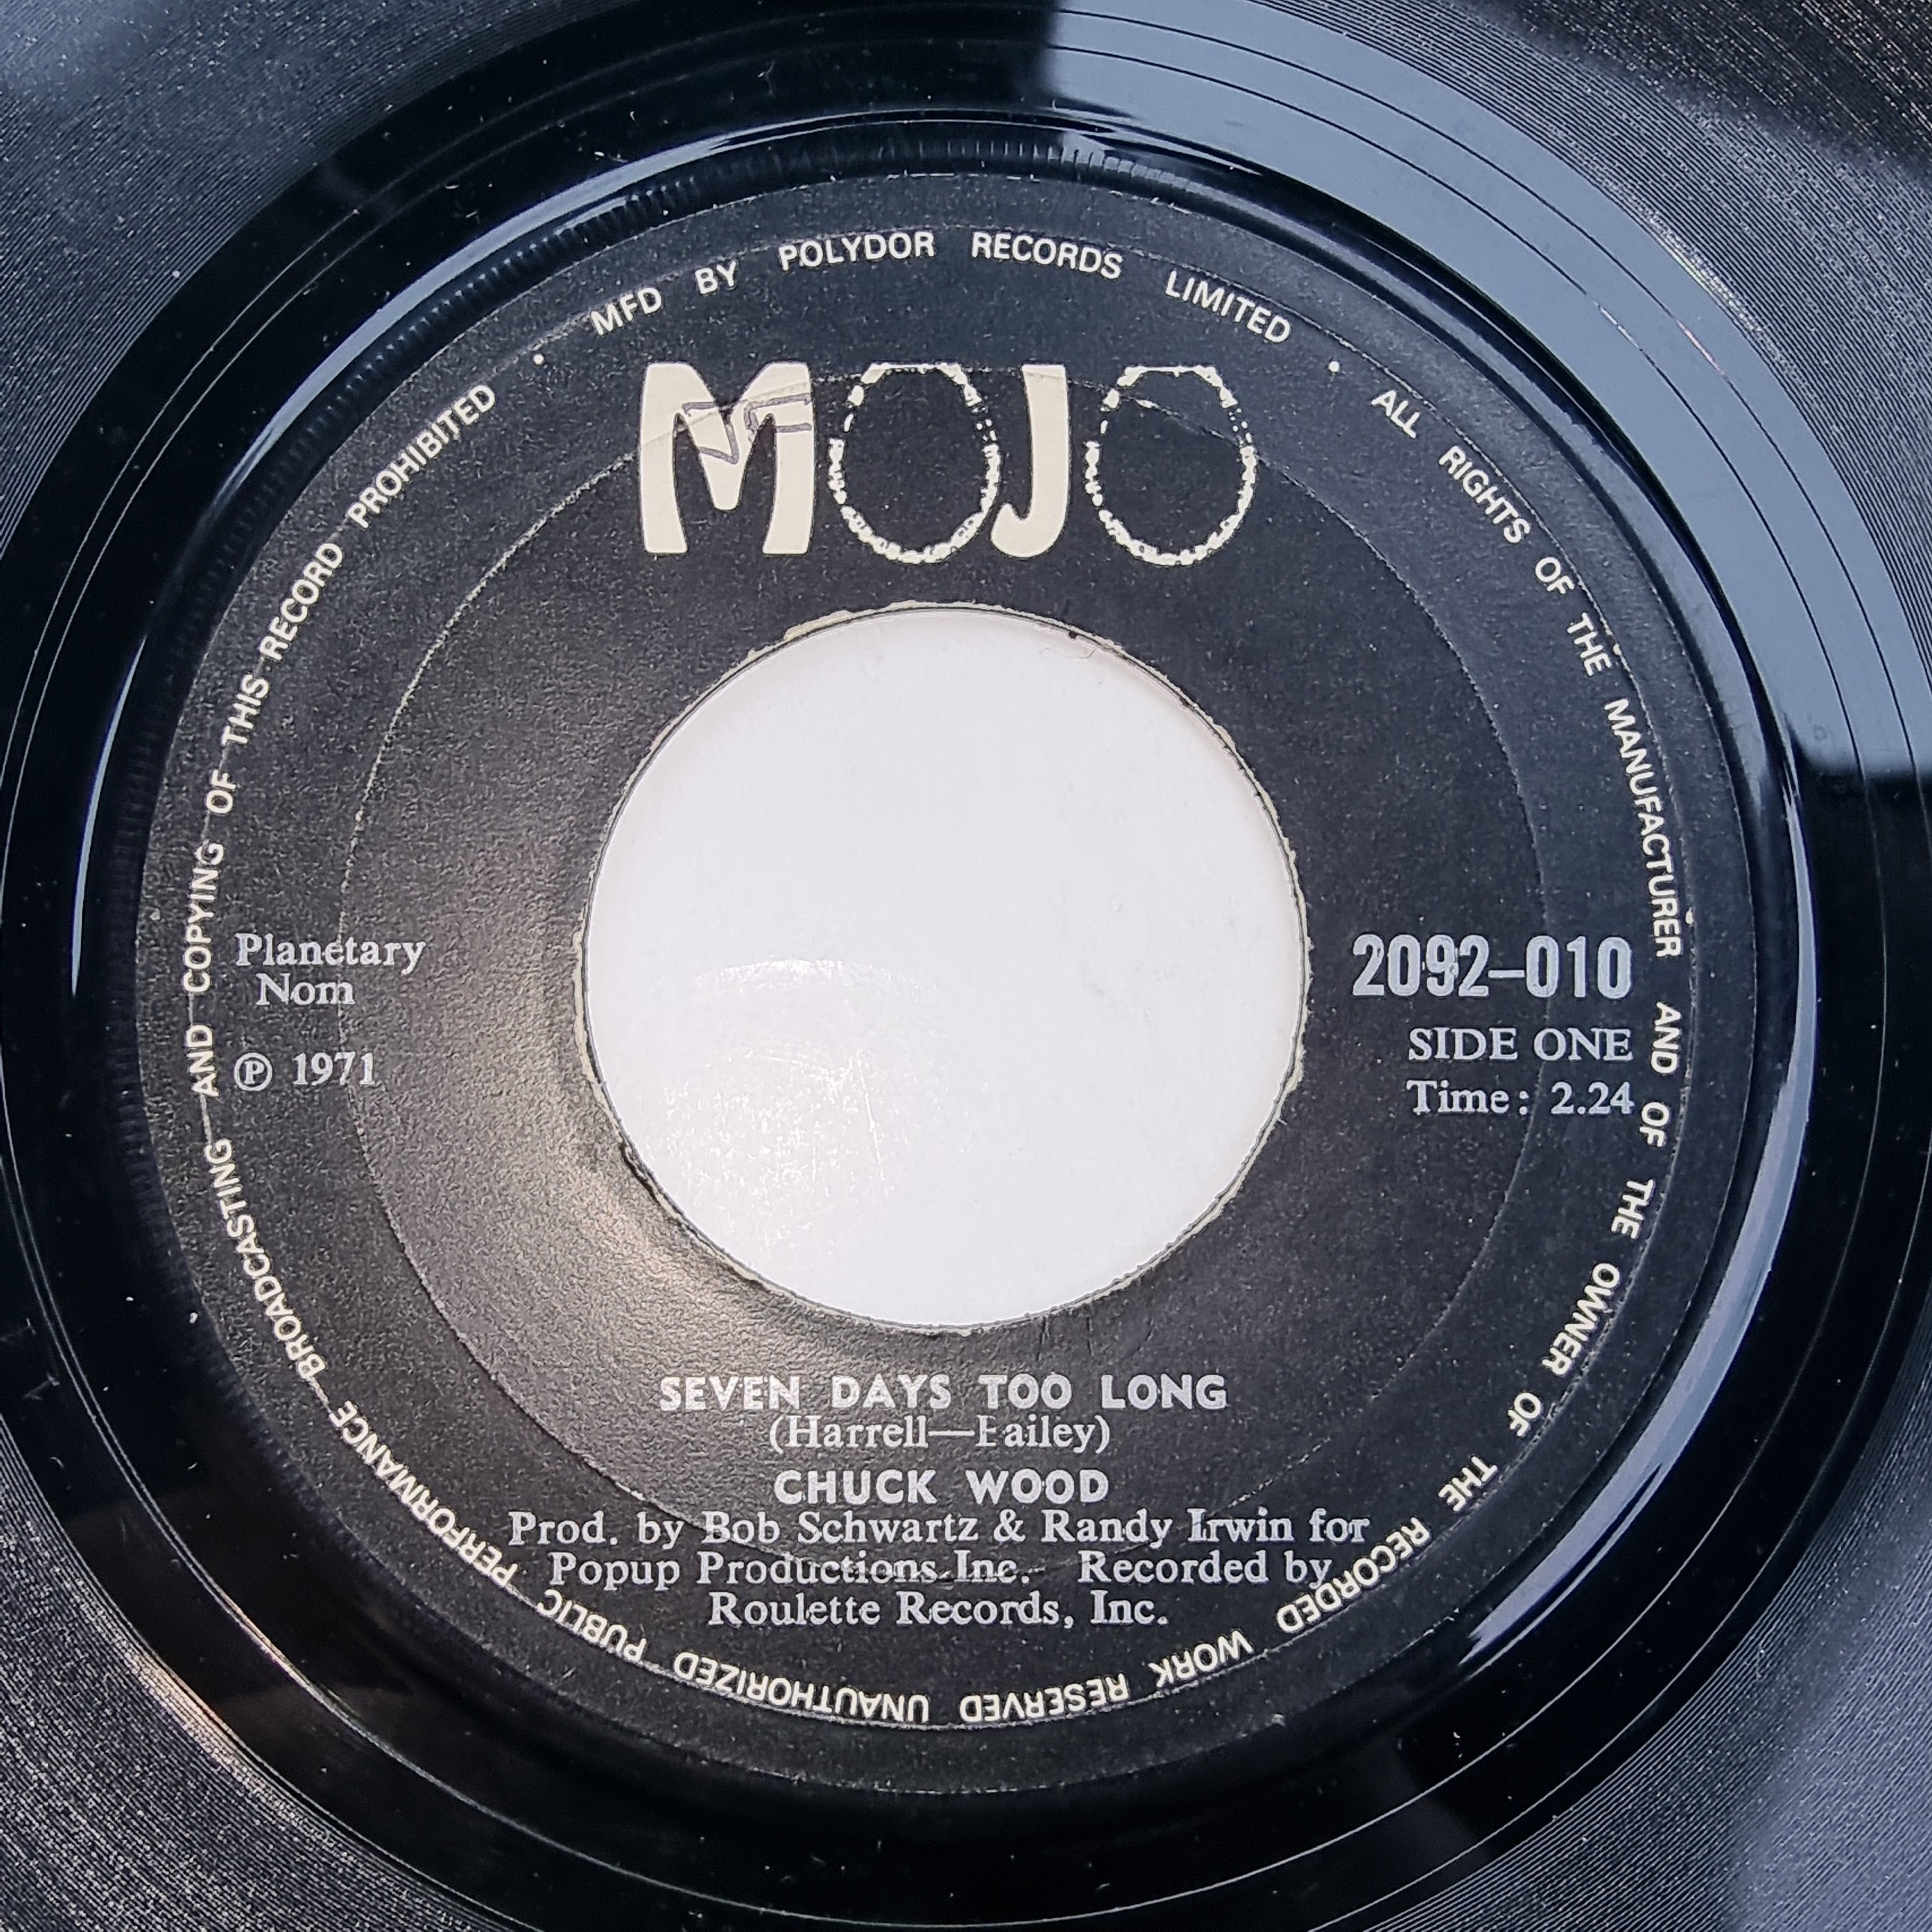 MFD BY POLYDOR RECORDS LIMITED · ALL RIGHTS OF THE MANUFACTURER AND OF THE OWNER OF THE RECORDED WORK RESERVED UNAUTHORIZED PUBLIC PERFORMANCE BROADCASTING AND COPYING OF THIS RECORD PROHIBITED ·
MOJO
Planetary
Nom
℗ 1971
2092-010
SIDE ONE
Time: 2.24
SEVEN DAYS TOO LONG
(Harrell—Bailey)
CHUCK WOOD
Prod. by Bob Schwartz & Randy Irwin for
Popup Productions Inc. Recorded by
Roulette Records, Inc.